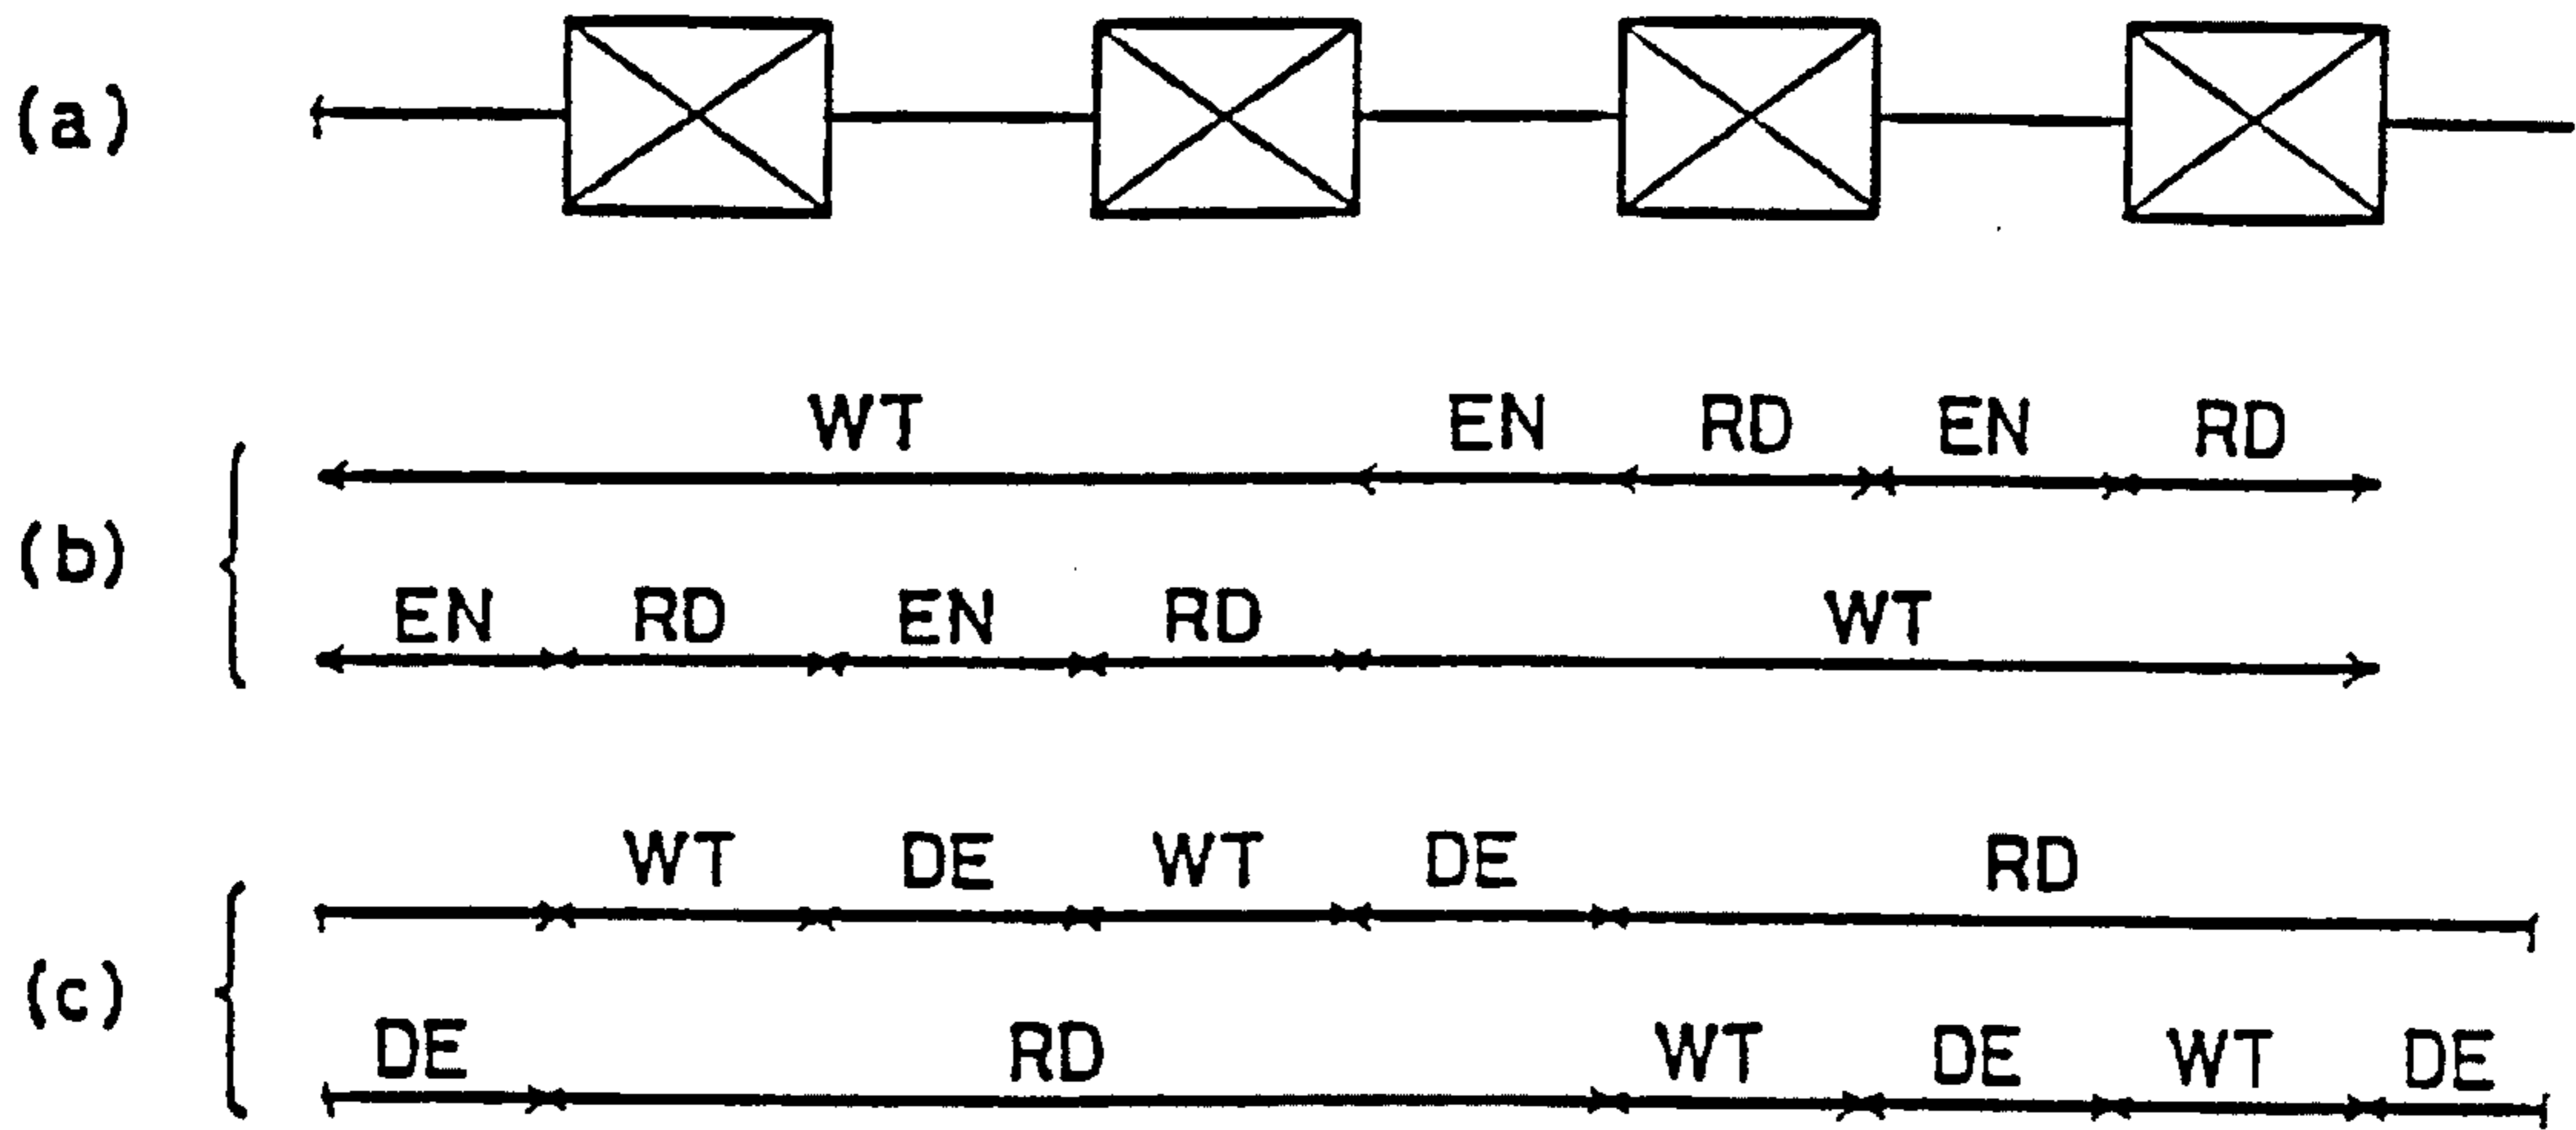 (a)
WT EN RD EN RD
(b)
EN RD EN RD WT
WT DE WT DE RD
(c)
DE RD WT DE WT DE